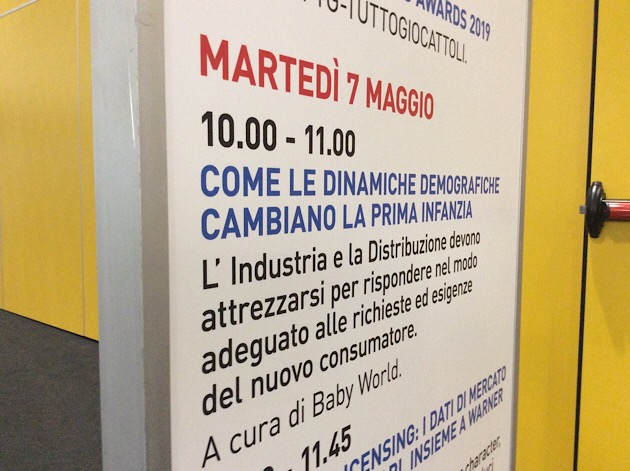 AWARDS 2019
TG-TUTTOGIOCATTOLI.
MARTEDÌ 7 MAGGIO
10.00 - 11.00
COME LE DINAMICHE DEMOGRAFICHE
CAMBIANO LA PRIMA INFANZIA
L' Industria e la Distribuzione devono
attrezzarsi per rispondere nel modo
adeguato alle richieste ed esigenze
del nuovo consumatore.
A cura di Baby World.
- 11.45
ICENSING: I DATI DI MERCATO
INSIEME A WARNER
character,